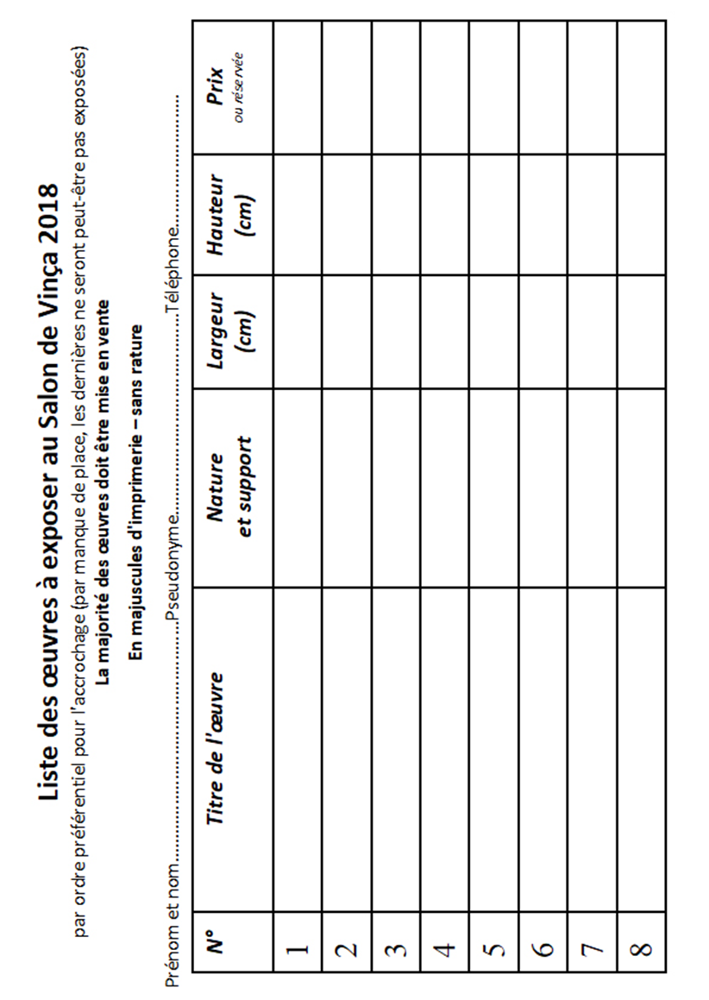 Liste des œuvres à exposer au Salon de Vinça 2018
par ordre préférentiel pour l'accrochage (par manque de place, les dernières ne seront peut-être pas exposées)
La majorité des œuvres doit être mise en vente
En majuscules d'imprimerie – sans rature
Prénom et nom..................................................Pseudonyme..........................................Téléphone............................
N° Titre de l'œuvre Nature et support Largeur (cm) Hauteur (cm) Prix ou réservée
1
2
3
4
5
6
7
8